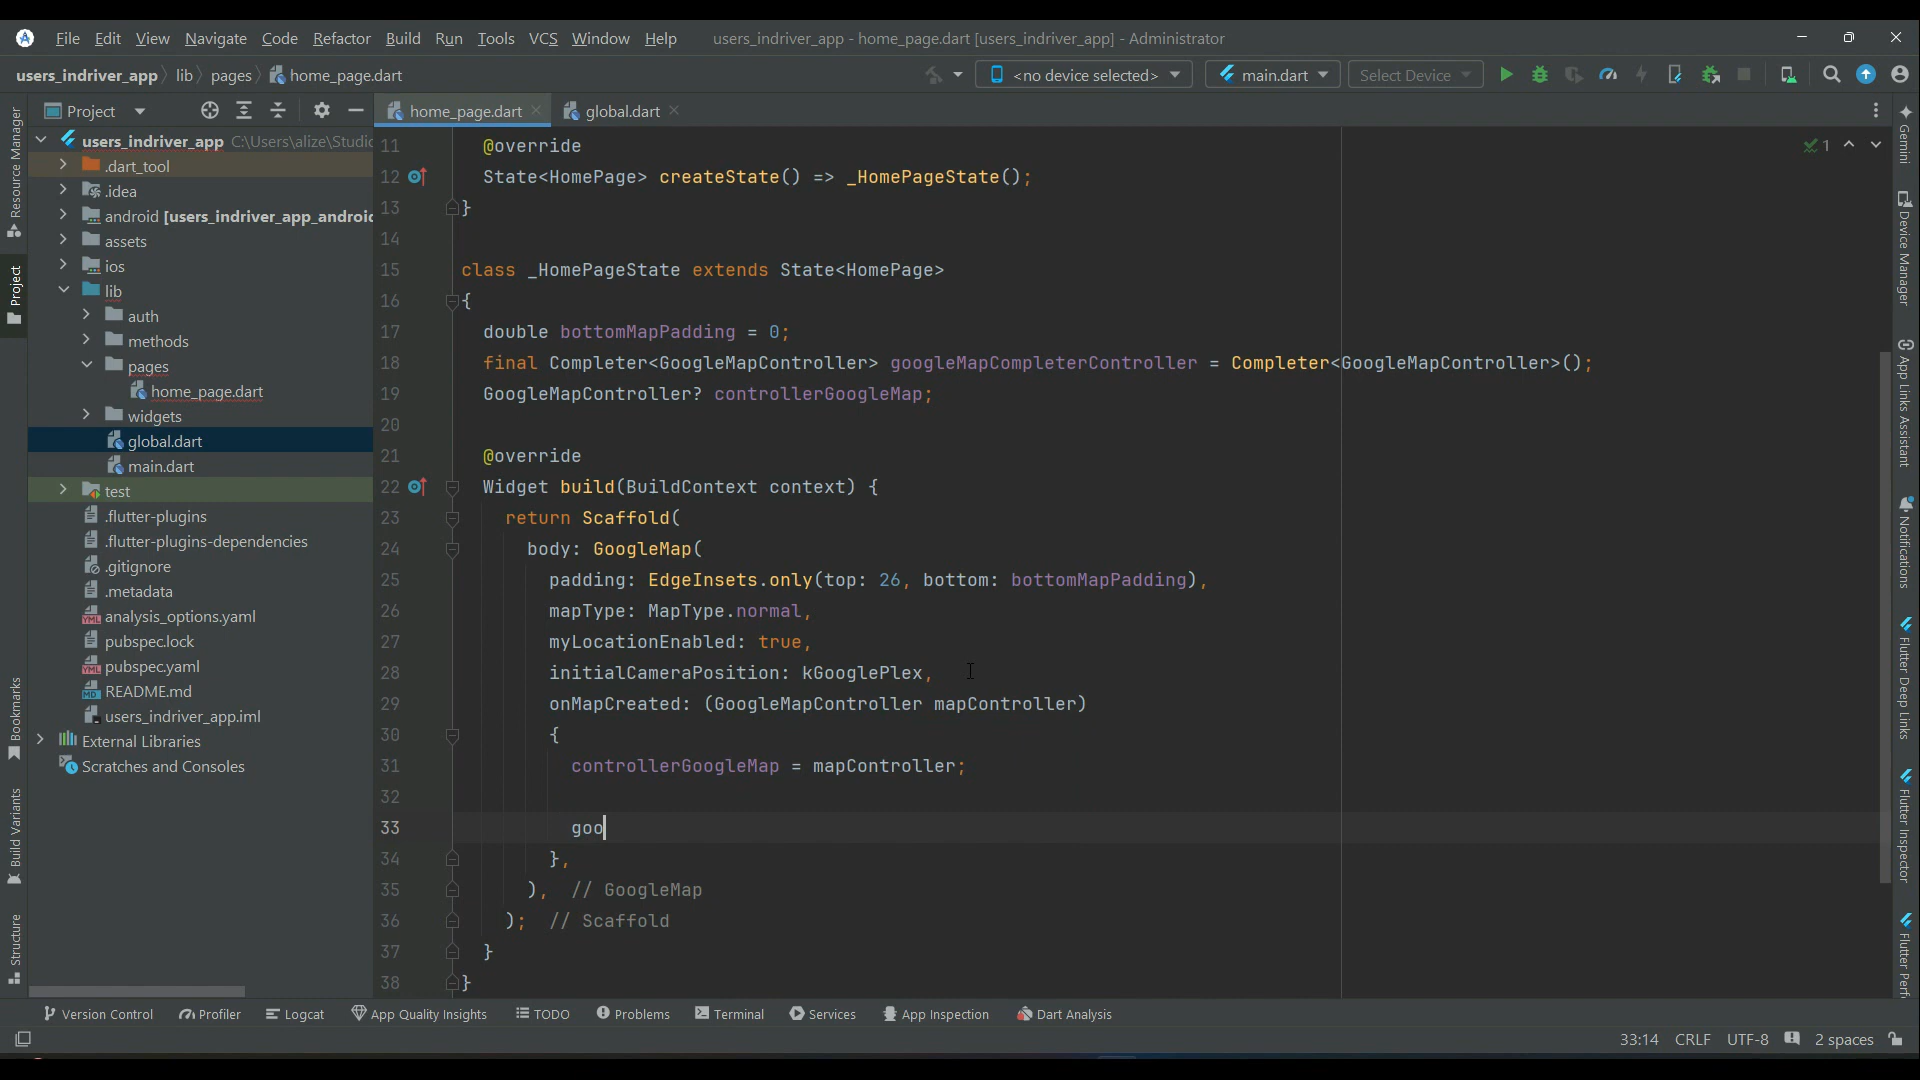 File Edit View Navigate Code Refactor Build Run Tools VCS Window Help users_indriver_app - home_page.dart [users_indriver_app] - Administrator
users_indriver_app lib pages home_page.dart <no device selected> main.dart Select Device
Project home_page.dart global.dart
users_indriver_app C:\Users\alize\Studi
.dart_tool
.idea
android [users_indriver_app_android
assets
ios
lib
auth
methods
pages
home_page.dart
widgets
global.dart
main.dart
test
.flutter-plugins
.flutter-plugins-dependencies
.gitignore
.metadata
analysis_options.yaml
pubspec.lock
pubspec.yaml
README.md
users_indriver_app.iml
External Libraries
Scratches and Consoles
Resource Manager
Project
Bookmarks
Build Variants
Structure
11 @override
12 State<HomePage> createState() => _HomePageState();
13 }
14
15 class _HomePageState extends State<HomePage>
16 {
17 double bottomMapPadding = 0;
18 final Completer<GoogleMapController> googleMapCompleterController = Completer<GoogleMapController>();
19 GoogleMapController? controllerGoogleMap;
20
21 @override
22 Widget build(BuildContext context) {
23 return Scaffold(
24 body: GoogleMap(
25 padding: EdgeInsets.only(top: 26, bottom: bottomMapPadding),
26 mapType: MapType.normal,
27 myLocationEnabled: true,
28 initialCameraPosition: kGooglePlex,
29 onMapCreated: (GoogleMapController mapController)
30 {
31 controllerGoogleMap = mapController;
32
33 goo
34 },
35 ), // GoogleMap
36 ); // Scaffold
37 }
38 }
1
Gemini
Device Manager
App Links Assistant
Notifications
Flutter Deep Links
Flutter Inspector
Flutter Perf
Version Control Profiler Logcat App Quality Insights TODO Problems Terminal Services App Inspection Dart Analysis
33:14 CRLF UTF-8 2 spaces